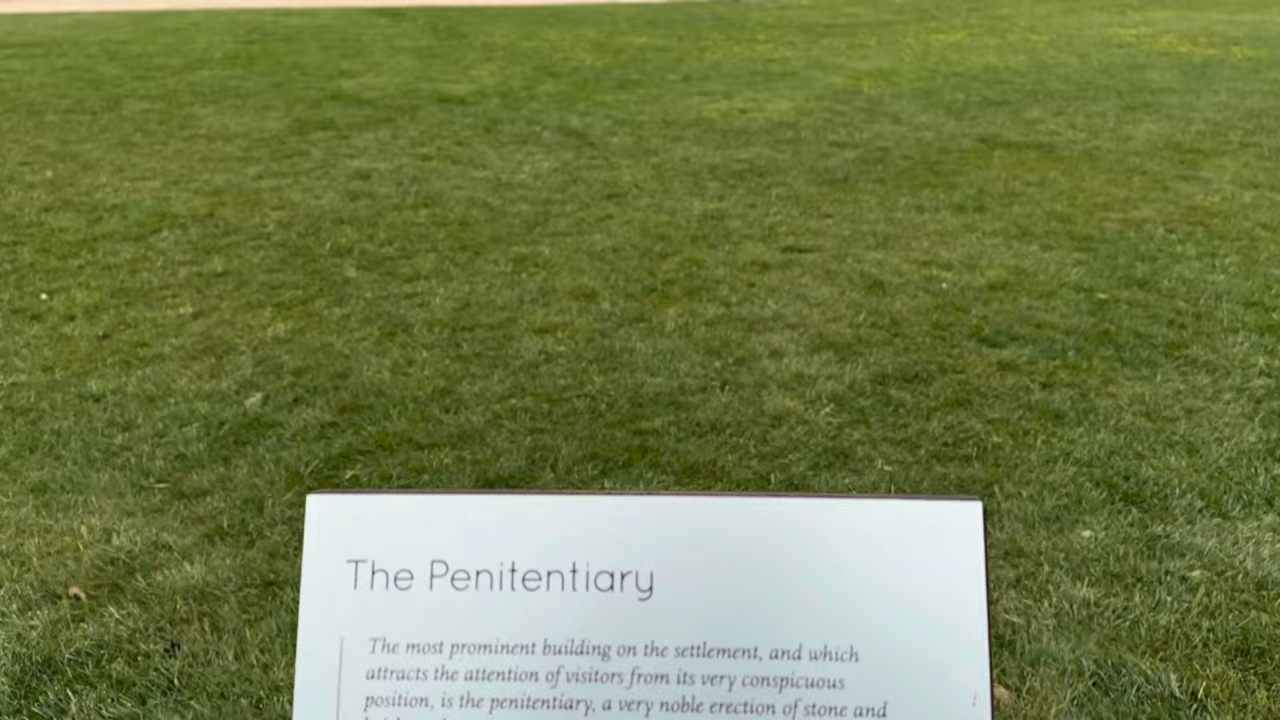 The Penitentiary
The most prominent building on the settlement, and which
attracts the attention of visitors from its very conspicuous
position, is the penitentiary, a very noble erection of stone and